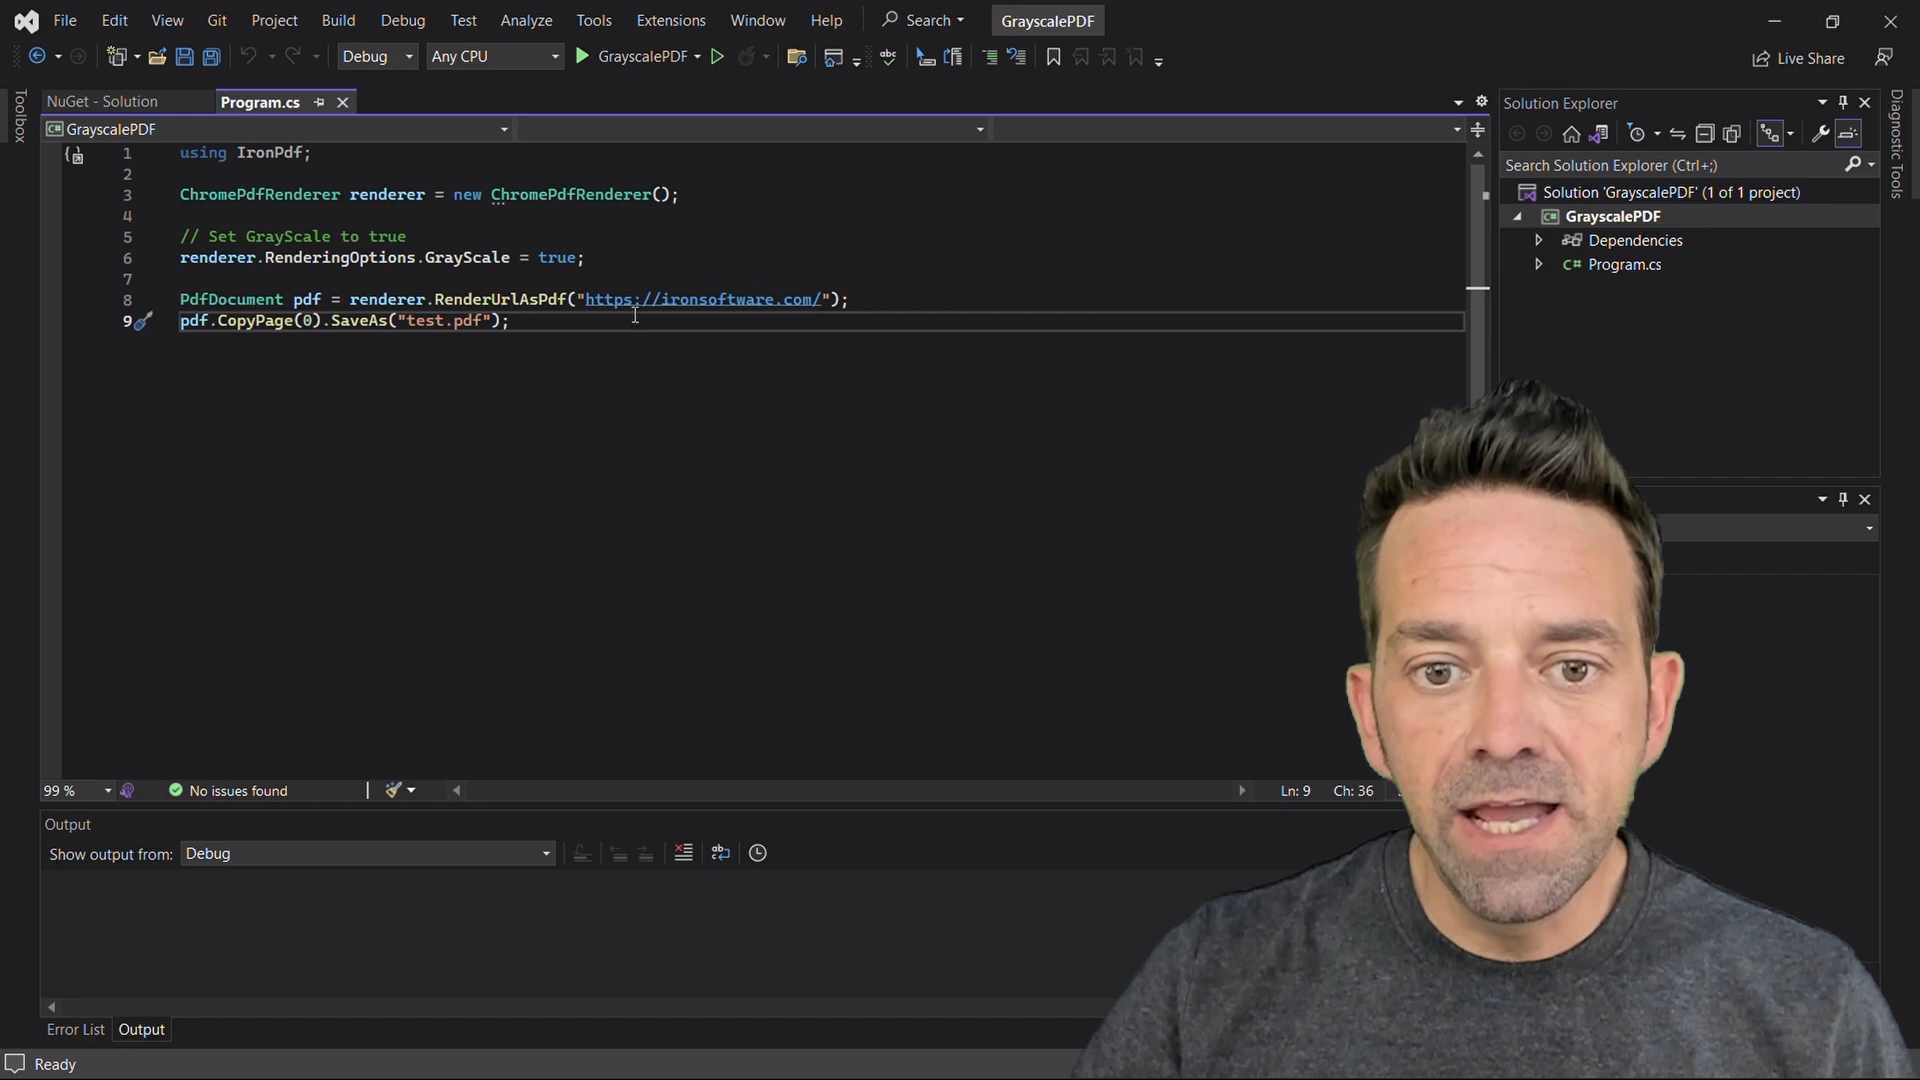 File Edit View Git Project Build Debug Test Analyze Tools Extensions Window Help Search GrayscalePDF
Debug Any CPU GrayscalePDF Live Share
Toolbox
NuGet - Solution Program.cs
GrayscalePDF
1 using IronPdf;
2
3 ChromePdfRenderer renderer = new ChromePdfRenderer();
4
5 // Set GrayScale to true
6 renderer.RenderingOptions.GrayScale = true;
7
8 PdfDocument pdf = renderer.RenderUrlAsPdf("https://ironsoftware.com/");
9 pdf.CopyPage(0).SaveAs("test.pdf");
99 % No issues found Ln: 9 Ch: 36
Output
Show output from: Debug
Error List Output
Ready
Solution Explorer
Search Solution Explorer (Ctrl+;)
Solution 'GrayscalePDF' (1 of 1 project)
GrayscalePDF
Dependencies
C# Program.cs
Diagnostic Tools